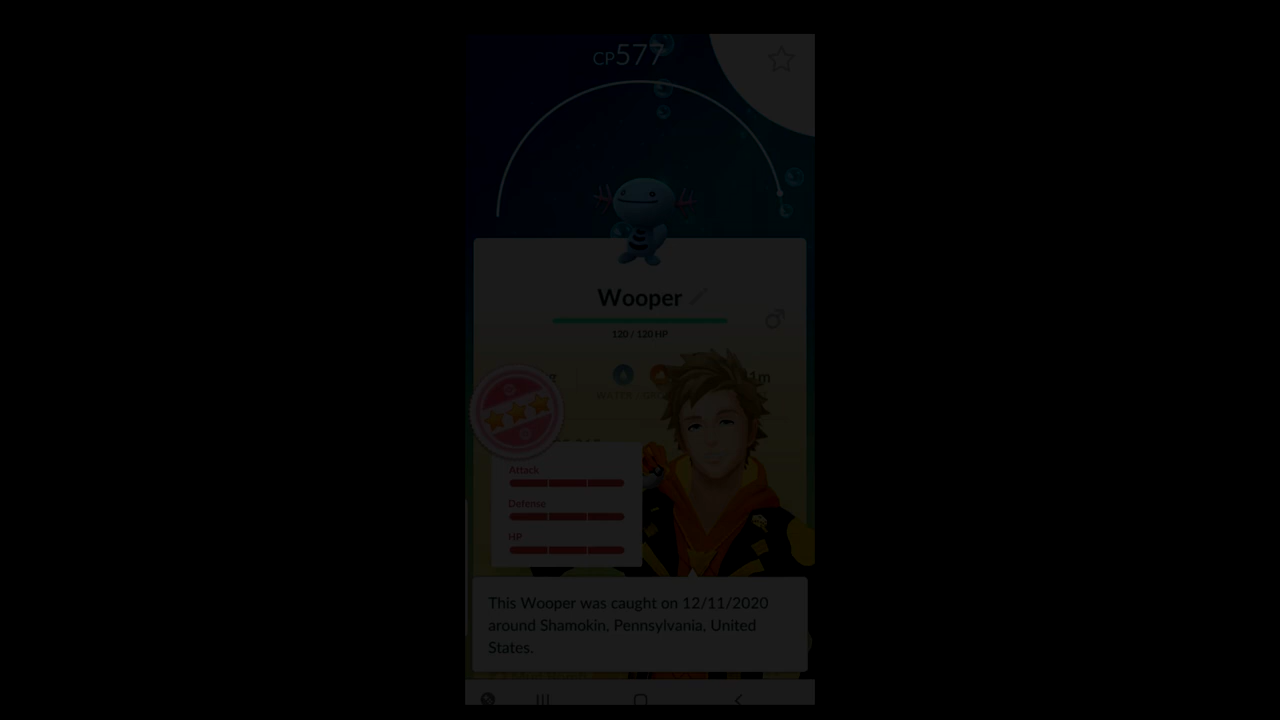 CP577
Wooper
120 / 120 HP
Attack
Defense
HP
This Wooper was caught on 12/11/2020
around Shamokin, Pennsylvania, United
States.